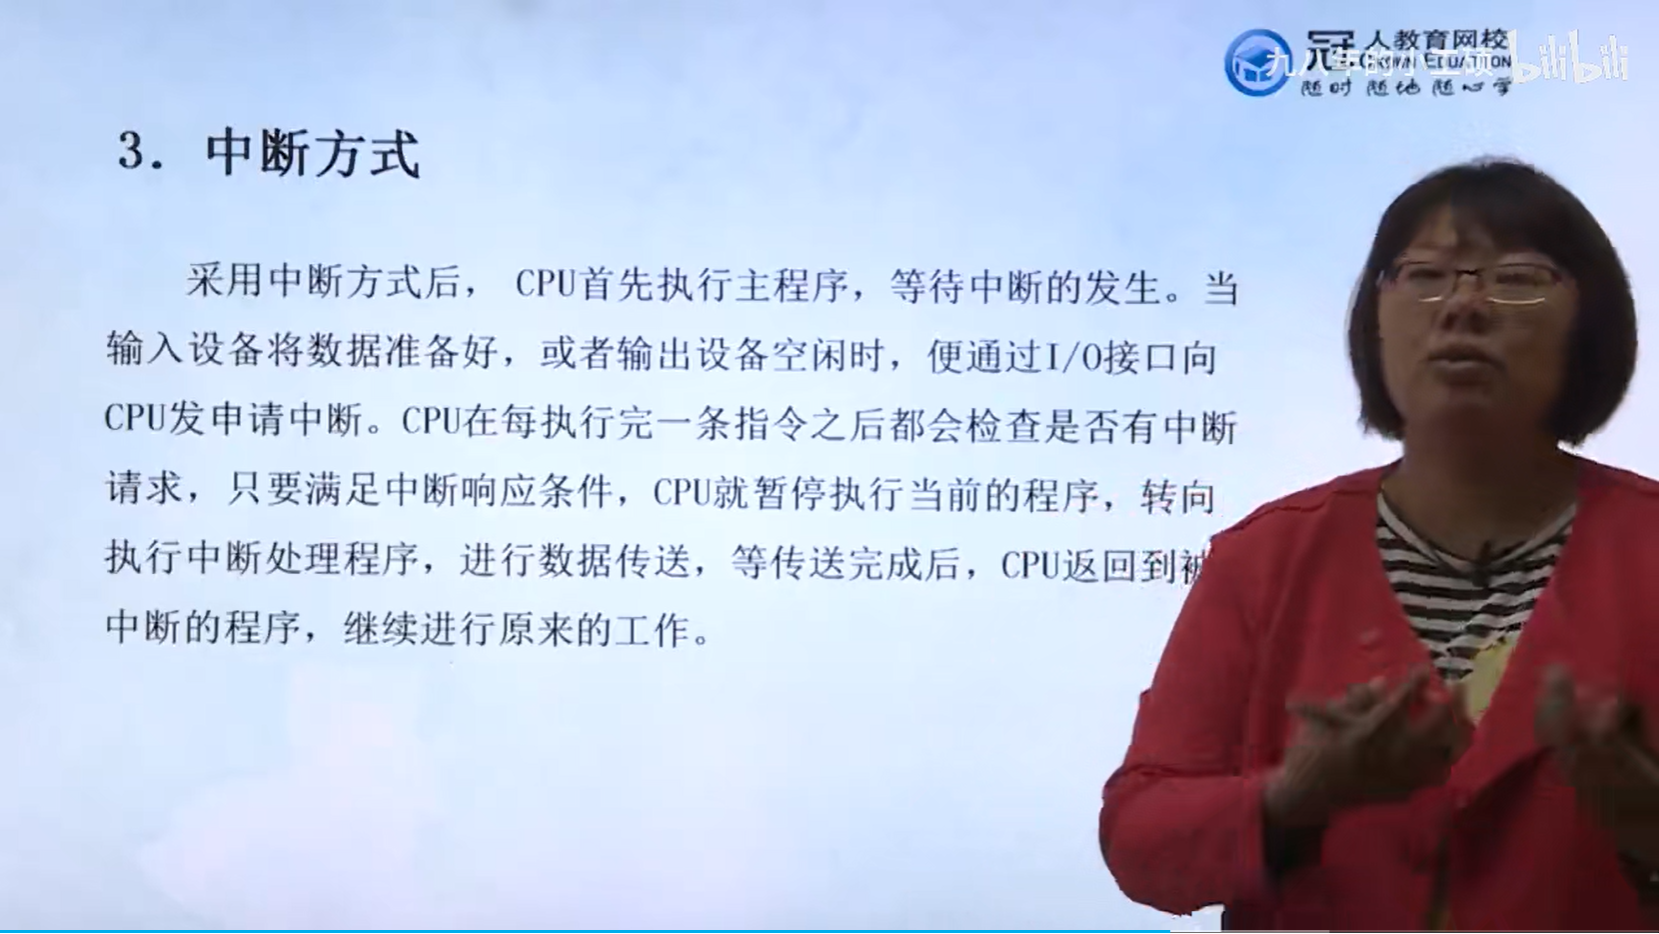 冠人教育网校
CROWN EDUCATION
随时 随地 随心学
bilibili
3. 中断方式
采用中断方式后， CPU首先执行主程序，等待中断的发生。当
输入设备将数据准备好，或者输出设备空闲时，便通过I/O接口向
CPU发申请中断。CPU在每执行完一条指令之后都会检查是否有中断
请求，只要满足中断响应条件，CPU就暂停执行当前的程序，转向
执行中断处理程序，进行数据传送，等传送完成后，CPU返回到被
中断的程序，继续进行原来的工作。